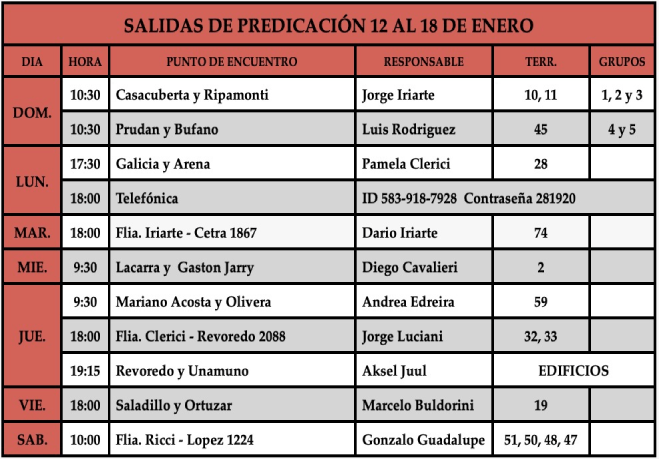 SALIDAS DE PREDICACIÓN 12 AL 18 DE ENERO
DIA HORA PUNTO DE ENCUENTRO RESPONSABLE TERR. GRUPOS
DOM. 10:30 Casacuberta y Ripamonti Jorge Iriarte 10, 11 1, 2 y 3
10:30 Prudan y Bufano Luis Rodriguez 45 4 y 5
LUN. 17:30 Galicia y Arena Pamela Clerici 28
18:00 Telefónica ID 583-918-7928 Contraseña 281920
MAR. 18:00 Flia. Iriarte - Cetra 1867 Dario Iriarte 74
MIE. 9:30 Lacarra y Gaston Jarry Diego Cavalieri 2
JUE. 9:30 Mariano Acosta y Olivera Andrea Edreira 59
18:00 Flia. Clerici - Revoredo 2088 Jorge Luciani 32, 33
19:15 Revoredo y Unamuno Aksel Juul EDIFICIOS
VIE. 18:00 Saladillo y Ortuzar Marcelo Buldorini 19
SAB. 10:00 Flia. Ricci - Lopez 1224 Gonzalo Guadalupe 51, 50, 48, 47